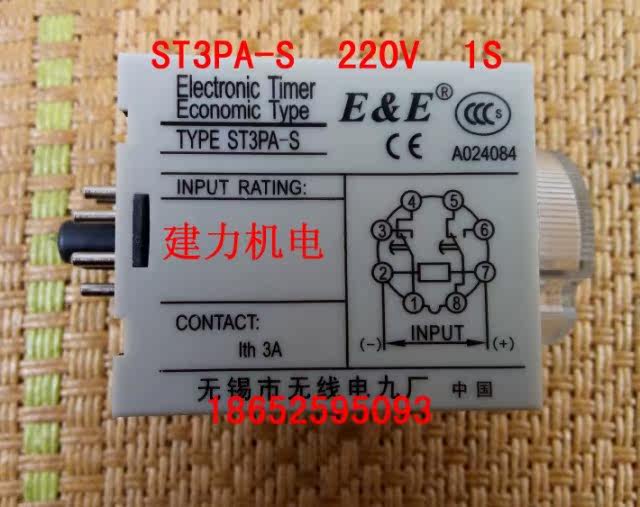 ST3PA-S 220V 1S
Electronic Timer
Economic Type
E&E®
CCC S
TYPE ST3PA-S
CE
A024084
INPUT RATING:
建力机电
4 5
3 6
2 7
1 8
(-) INPUT (+)
CONTACT:
Ith 3A
无锡市无线电九厂 中国
18652595093